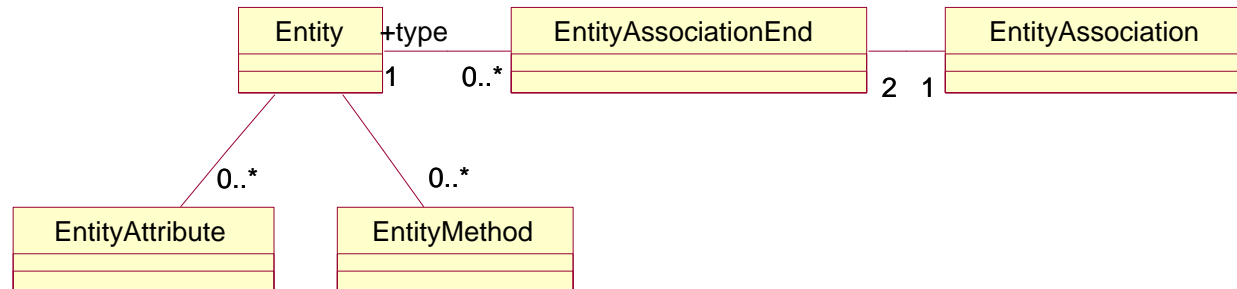 Entity
+type
EntityAssociationEnd
EntityAssociation
1
0..*
2
1
0..*
0..*
EntityAttribute
EntityMethod